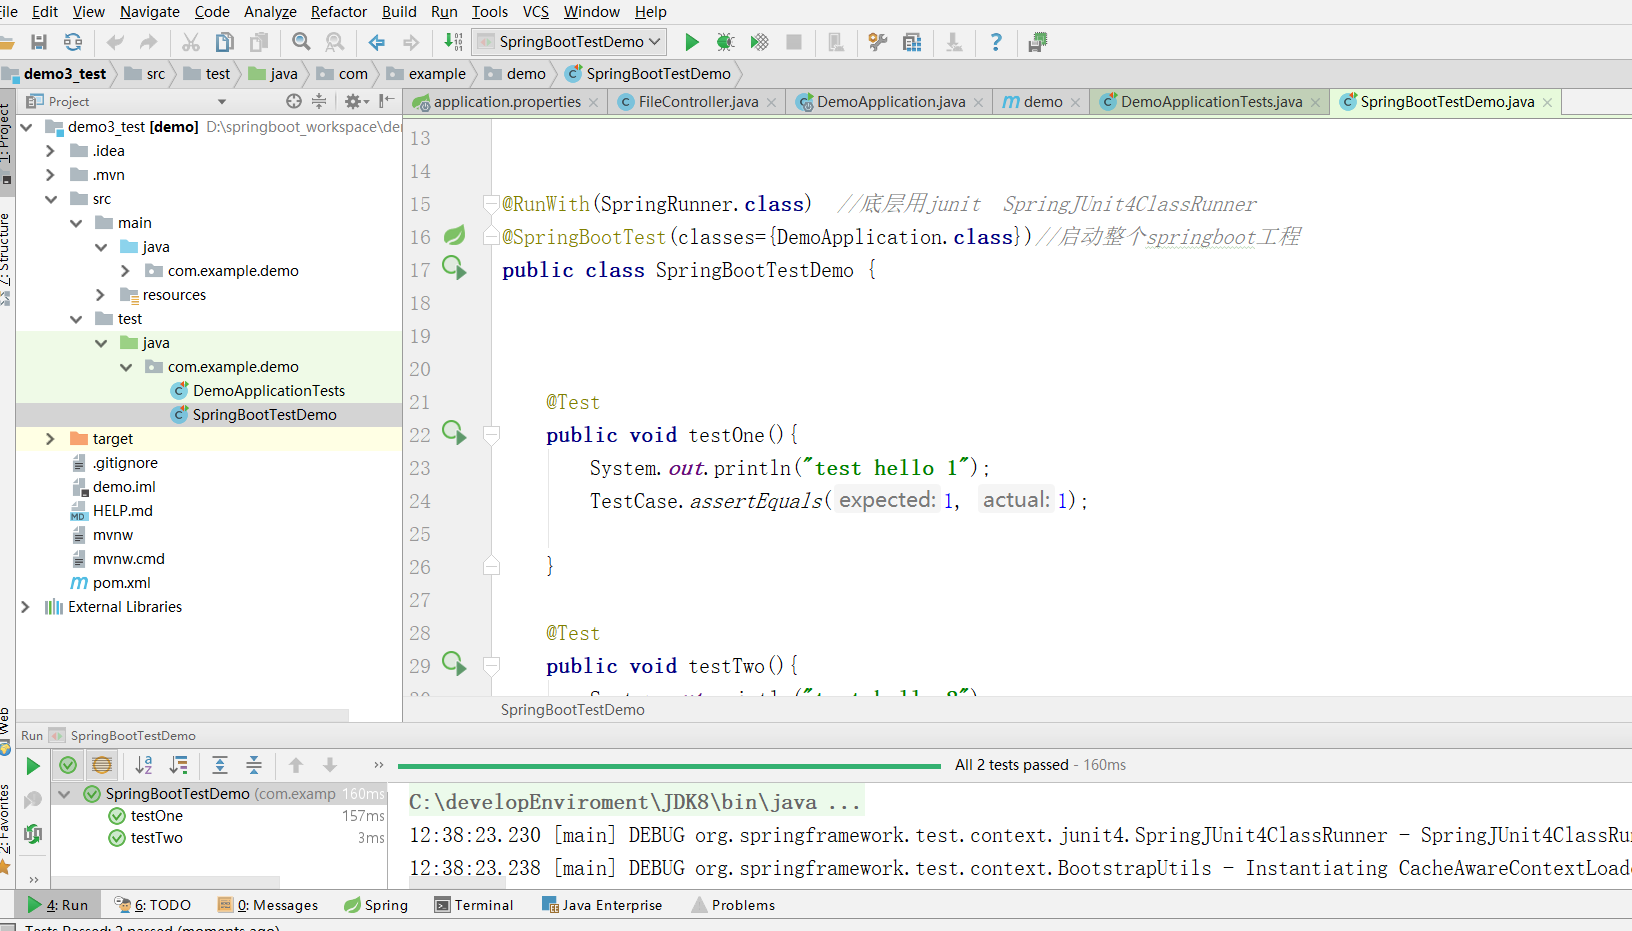 File Edit View Navigate Code Analyze Refactor Build Run Tools VCS Window Help
SpringBootTestDemo
demo3_test src test java com example demo SpringBootTestDemo
Project
application.properties FileController.java DemoApplication.java demo DemoApplicationTests.java SpringBootTestDemo.java
1: Project
Z: Structure
Web
2: Favorites
demo3_test [demo] D:\springboot_workspace\de
.idea
.mvn
src
main
java
com.example.demo
resources
test
java
com.example.demo
DemoApplicationTests
SpringBootTestDemo
target
.gitignore
demo.iml
HELP.md
mvnw
mvnw.cmd
pom.xml
External Libraries
13
14
15 @RunWith(SpringRunner.class) //底层用junit SpringJUnit4ClassRunner
16 @SpringBootTest(classes={DemoApplication.class})//启动整个springboot工程
17 public class SpringBootTestDemo {
18
19
20
21 @Test
22 public void testOne(){
23 System.out.println("test hello 1");
24 TestCase.assertEquals( expected: 1, actual: 1);
25
26 }
27
28 @Test
29 public void testTwo(){
SpringBootTestDemo
Run SpringBootTestDemo
All 2 tests passed - 160ms
SpringBootTestDemo (com.examp 160ms
testOne 157ms
testTwo 3ms
C:\developEnviroment\JDK8\bin\java ...
12:38:23.230 [main] DEBUG org.springframework.test.context.junit4.SpringJUnit4ClassRunner - SpringJUnit4ClassRu
12:38:23.238 [main] DEBUG org.springframework.test.context.BootstrapUtils - Instantiating CacheAwareContextLoad
4: Run 6: TODO 0: Messages Spring Terminal Java Enterprise Problems
Tests Passed: 2 passed (moments ago)